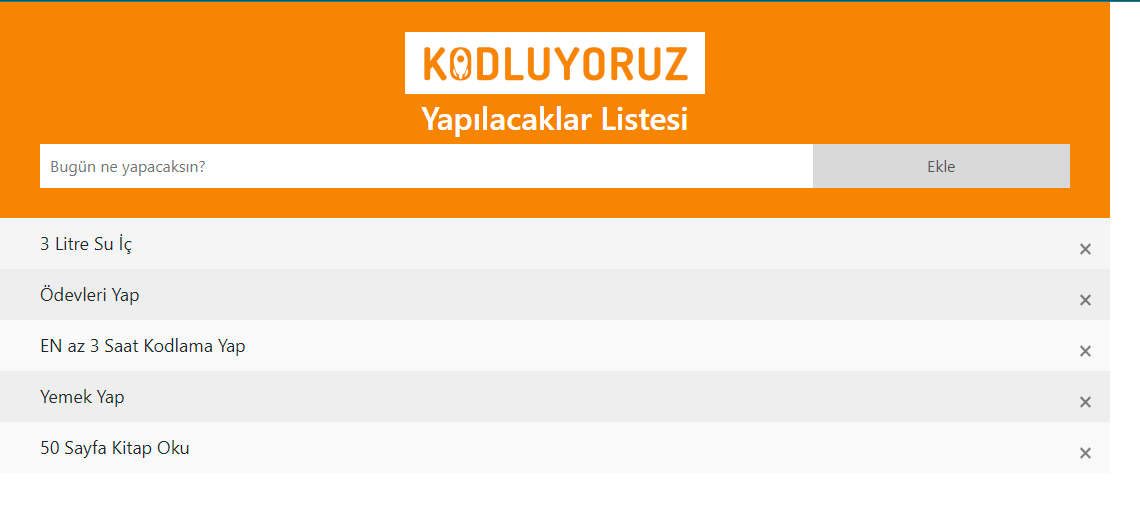 KODLUYORUZ
Yapılacaklar Listesi
Bugün ne yapacaksın? Ekle
3 Litre Su İç ×
Ödevleri Yap ×
EN az 3 Saat Kodlama Yap ×
Yemek Yap ×
50 Sayfa Kitap Oku ×